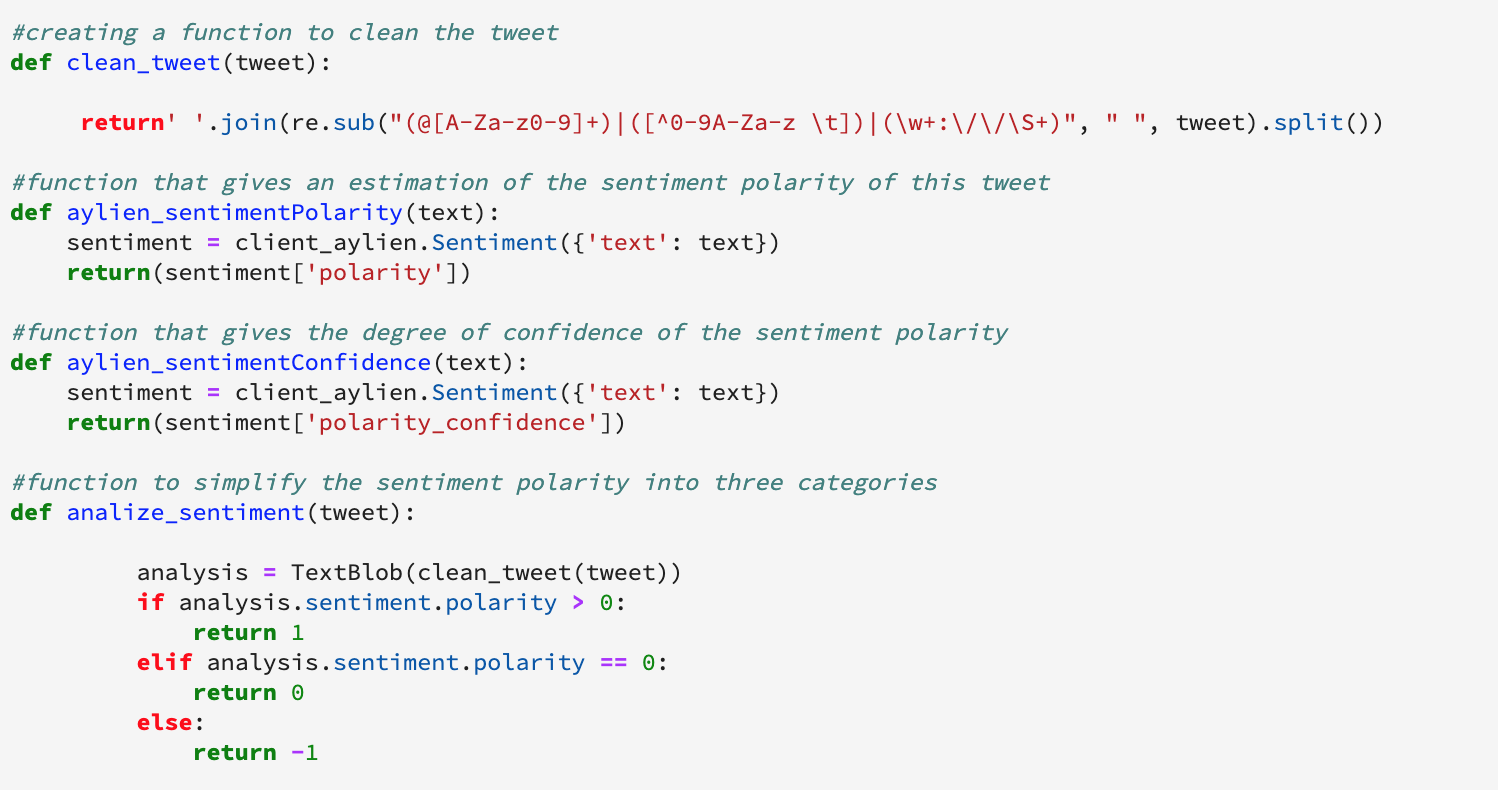 #creating a function to clean the tweet
def clean_tweet(tweet):
     return' '.join(re.sub("(@[A-Za-z0-9]+)|([^0-9A-Za-z \t])|(\w+:\/\/\S+)", " ", tweet).split())
#function that gives an estimation of the sentiment polarity of this tweet
def aylien_sentimentPolarity(text):
    sentiment = client_aylien.Sentiment({'text': text})
    return(sentiment['polarity'])
#function that gives the degree of confidence of the sentiment polarity
def aylien_sentimentConfidence(text):
    sentiment = client_aylien.Sentiment({'text': text})
    return(sentiment['polarity_confidence'])
#function to simplify the sentiment polarity into three categories
def analize_sentiment(tweet):
         analysis = TextBlob(clean_tweet(tweet))
         if analysis.sentiment.polarity > 0:
             return 1
         elif analysis.sentiment.polarity == 0:
             return 0
         else:
             return -1